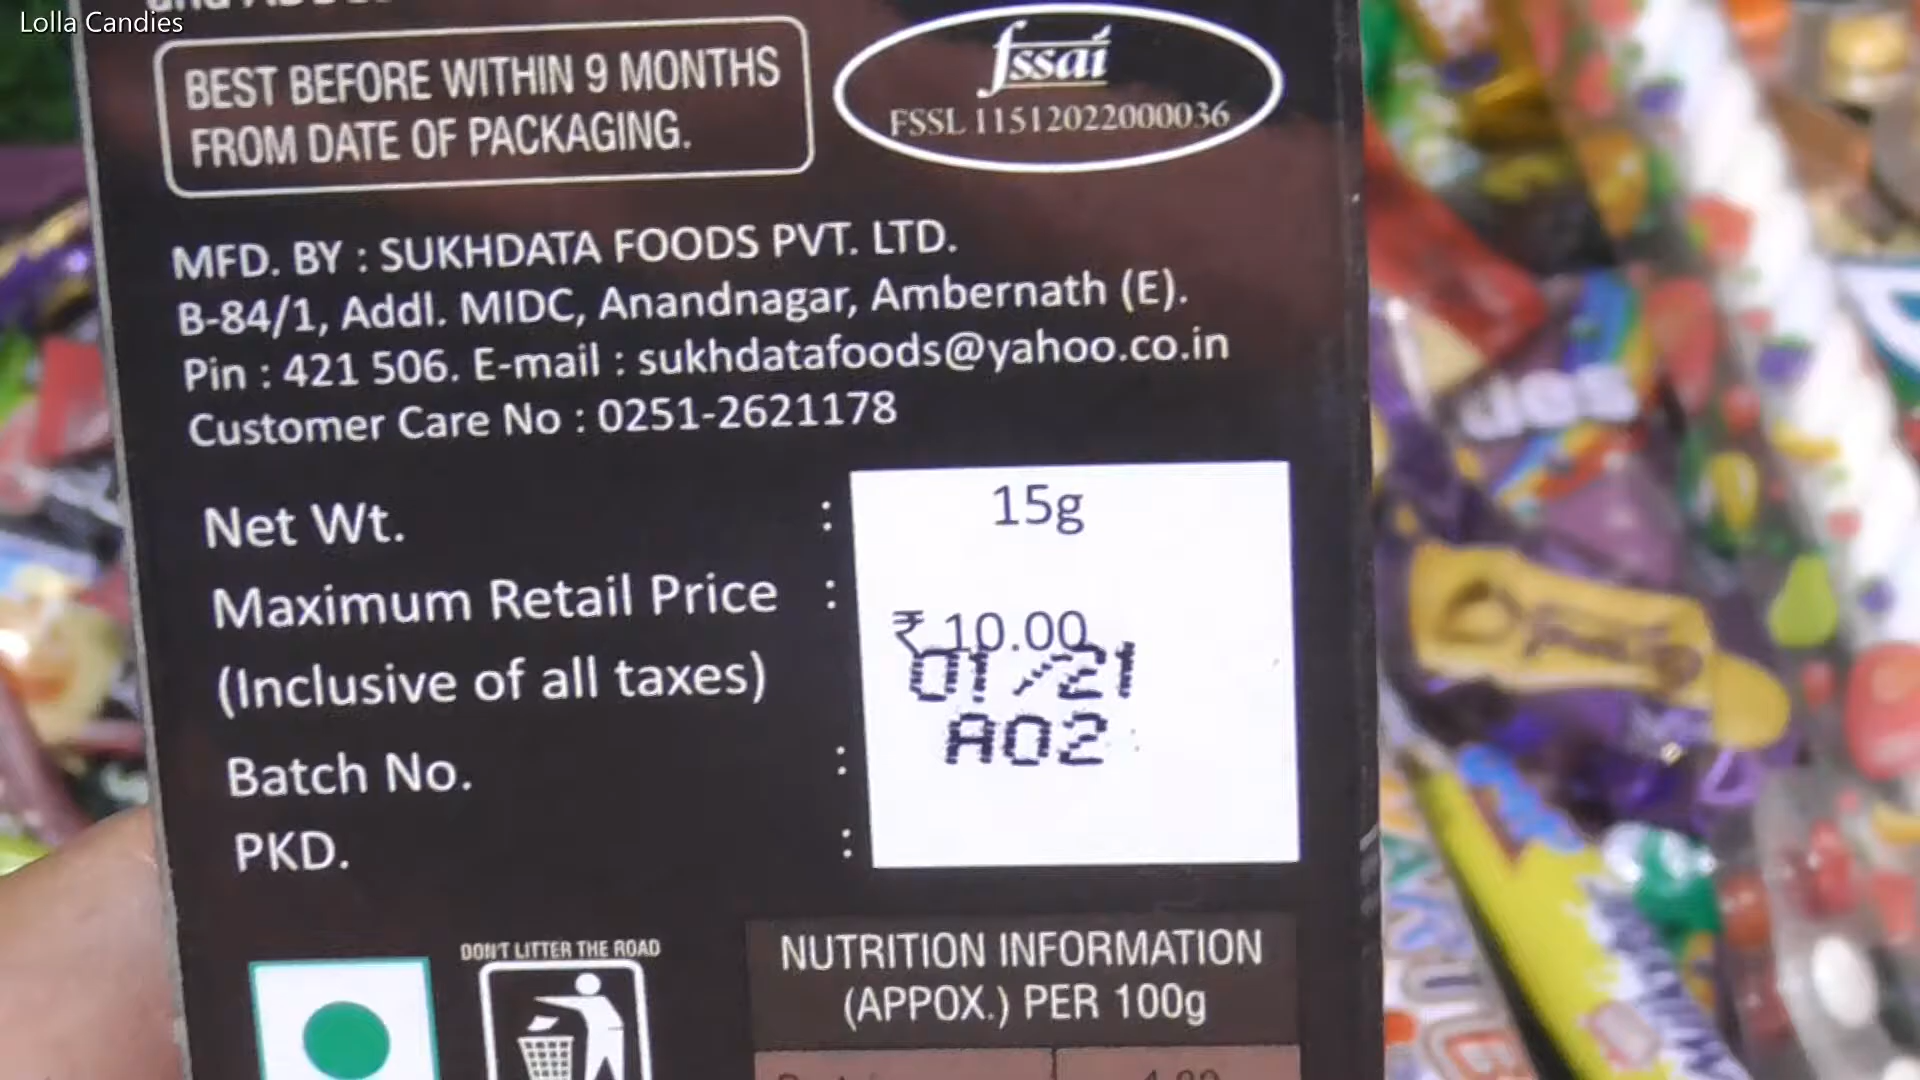 Lolla Candies
BEST BEFORE WITHIN 9 MONTHS
FROM DATE OF PACKAGING.
fssai
FSSL 11512022000036
MFD. BY : SUKHDATA FOODS PVT. LTD.
B-84/1, Addl. MIDC, Anandnagar, Ambernath (E).
Pin : 421 506. E-mail : sukhdatafoods@yahoo.co.in
Customer Care No : 0251-2621178
Net Wt. : 15g
Maximum Retail Price : ₹ 10.00
(Inclusive of all taxes)
01/21
A02
Batch No. :
PKD. :
DON'T LITTER THE ROAD
NUTRITION INFORMATION
(APPOX.) PER 100g